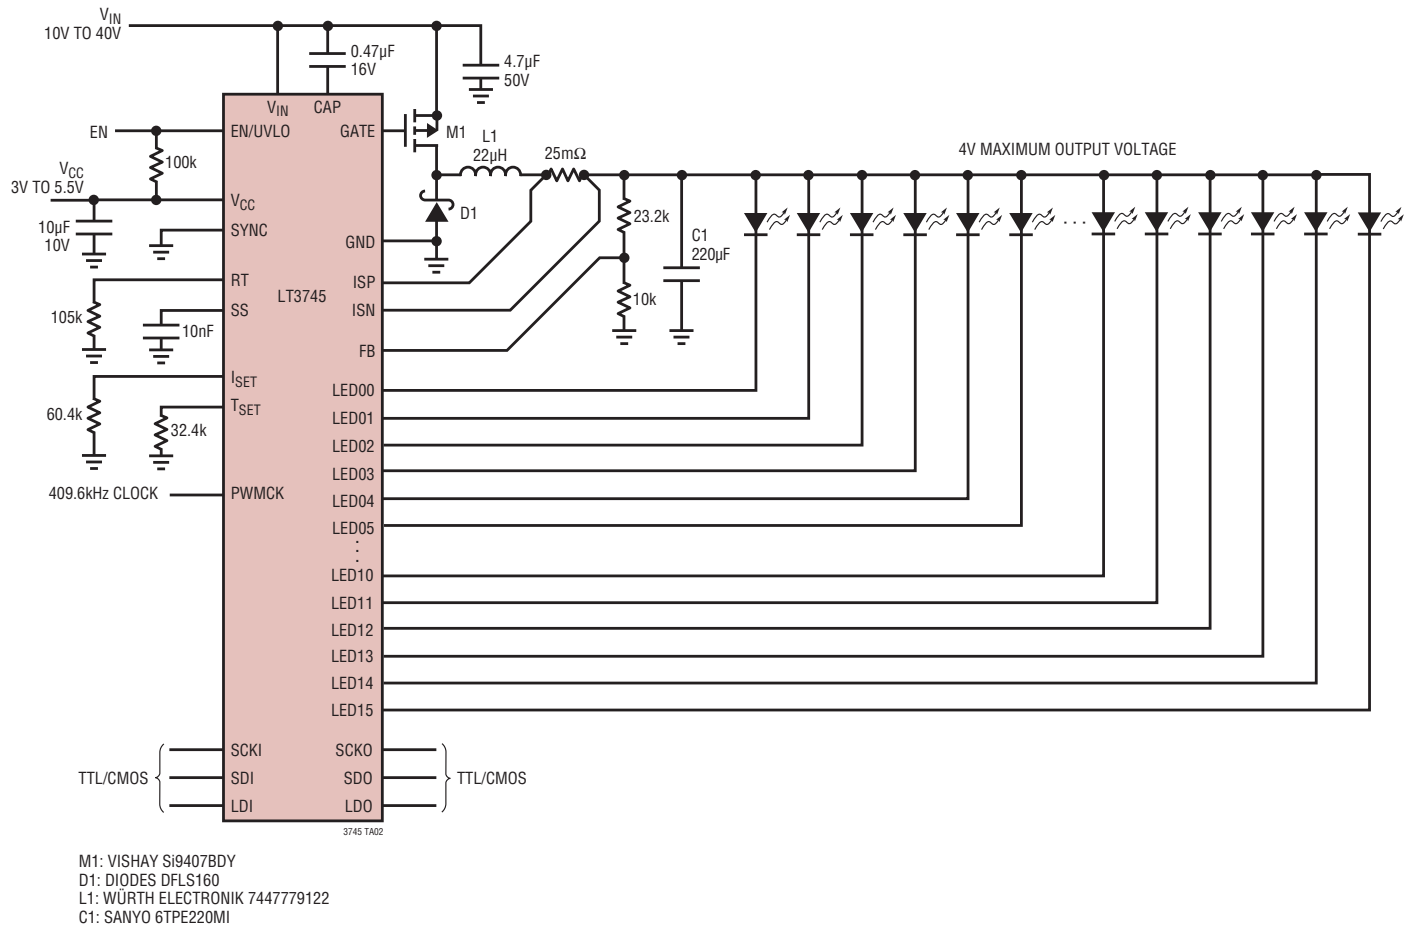 VIN
10V TO 40V
0.47µF
16V
4.7µF
50V
VIN
CAP
EN
EN/UVLO
GATE
M1
100k
L1
22µH
25mΩ
4V MAXIMUM OUTPUT VOLTAGE
VCC
3V TO 5.5V
VCC
10µF
10V
SYNC
D1
23.2k
C1
220µF
GND
RT
ISP
LT3745
10k
105k
SS
ISN
10nF
FB
ISET
LED00
60.4k
TSET
32.4k
LED01
LED02
LED03
409.6kHz CLOCK
PWMCK
LED04
LED05
LED10
LED11
LED12
LED13
LED14
LED15
TTL/CMOS
SCKI
SDI
LDI
SCKO
SDO
LDO
TTL/CMOS
3745 TA02
M1: VISHAY Si9407BDY
D1: DIODES DFLS160
L1: WÜRTH ELECTRONIK 7447779122
C1: SANYO 6TPE220MI